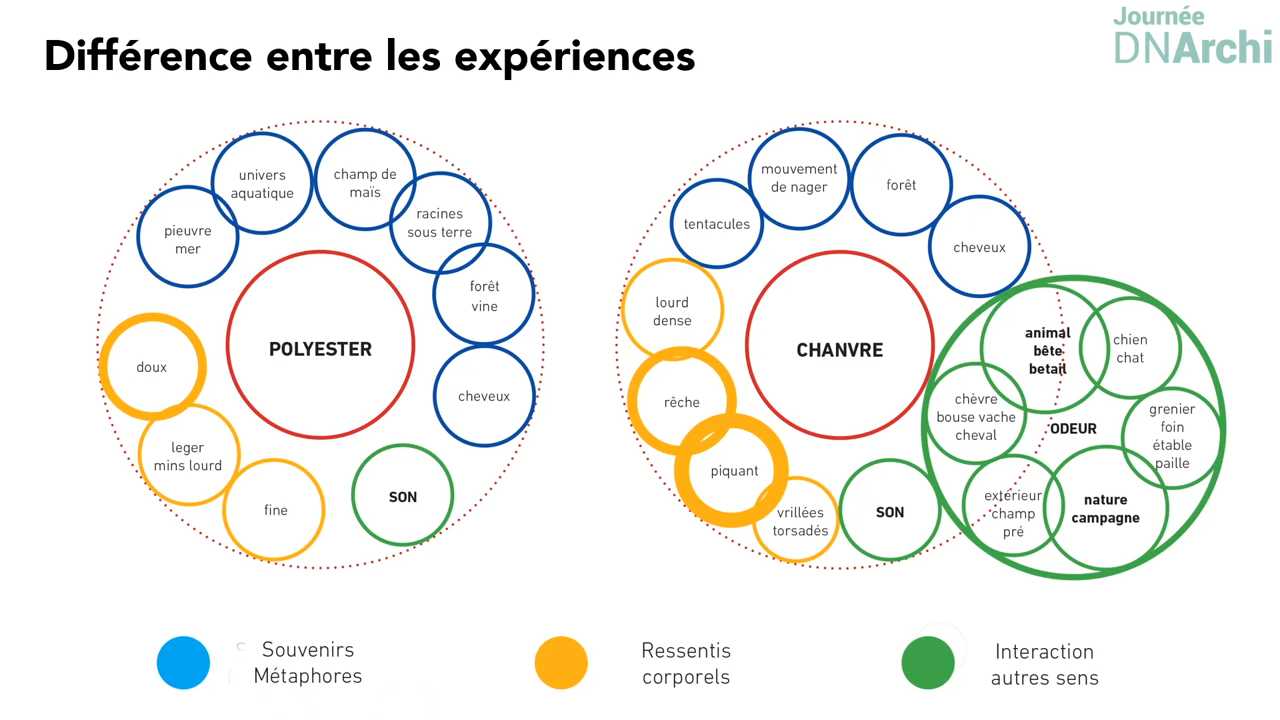 Journée
DNArchi
Différence entre les expériences
univers
aquatique
champ de
maïs
pieuvre
mer
racines
sous terre
forêt
vine
POLYESTER
doux
cheveux
leger
mins lourd
fine
SON
mouvement
de nager
forêt
tentacules
cheveux
lourd
dense
CHANVRE
rêche
piquant
vrillées
torsadés
SON
animal
bête
betail
chien
chat
chèvre
bouse vache
cheval
ODEUR
grenier
foin
étable
paille
extérieur
champ
pré
nature
campagne
Souvenirs
Métaphores
Ressentis
corporels
Interaction
autres sens